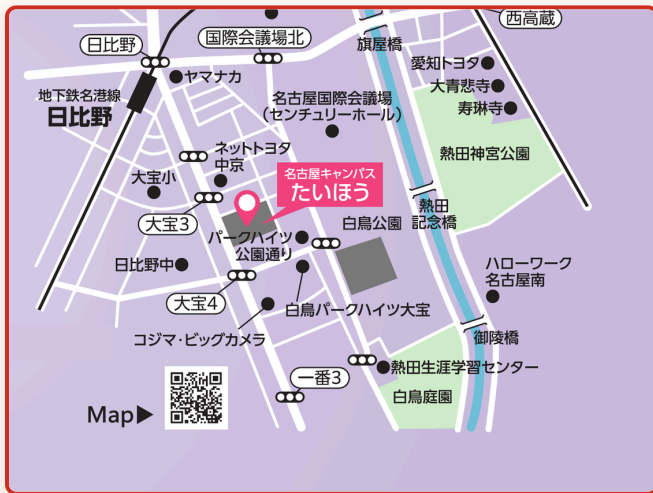 西高蔵
日比野
国際会議場北
旗屋橋
愛知トヨタ
ヤマナカ
大青悲寺
地下鉄名港線
日比野
名古屋国際会議場
(センチュリーホール)
寿琳寺
ネットトヨタ
中京
熱田神宮公園
大宝小
名古屋キャンパス
たいほう
大宝3
熱田
記念橋
白鳥公園
パークハイツ
公園通り
日比野中
ハローワーク
名古屋南
大宝4
白鳥パークハイツ大宝
コジマ・ビッグカメラ
御陵橋
熱田生涯学習センター
一番3
白鳥庭園
Map▶